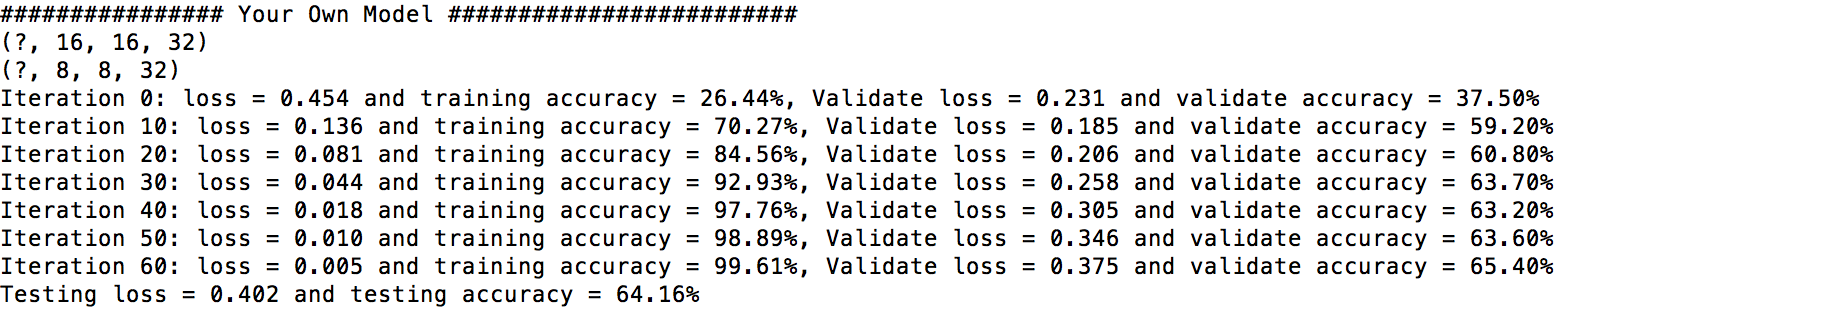 ################ Your Own Model #########################
(?, 16, 16, 32)
(?, 8, 8, 32)
Iteration 0: loss = 0.454 and training accuracy = 26.44%, Validate loss = 0.231 and validate accuracy = 37.50%
Iteration 10: loss = 0.136 and training accuracy = 70.27%, Validate loss = 0.185 and validate accuracy = 59.20%
Iteration 20: loss = 0.081 and training accuracy = 84.56%, Validate loss = 0.206 and validate accuracy = 60.80%
Iteration 30: loss = 0.044 and training accuracy = 92.93%, Validate loss = 0.258 and validate accuracy = 63.70%
Iteration 40: loss = 0.018 and training accuracy = 97.76%, Validate loss = 0.305 and validate accuracy = 63.20%
Iteration 50: loss = 0.010 and training accuracy = 98.89%, Validate loss = 0.346 and validate accuracy = 63.60%
Iteration 60: loss = 0.005 and training accuracy = 99.61%, Validate loss = 0.375 and validate accuracy = 65.40%
Testing loss = 0.402 and testing accuracy = 64.16%